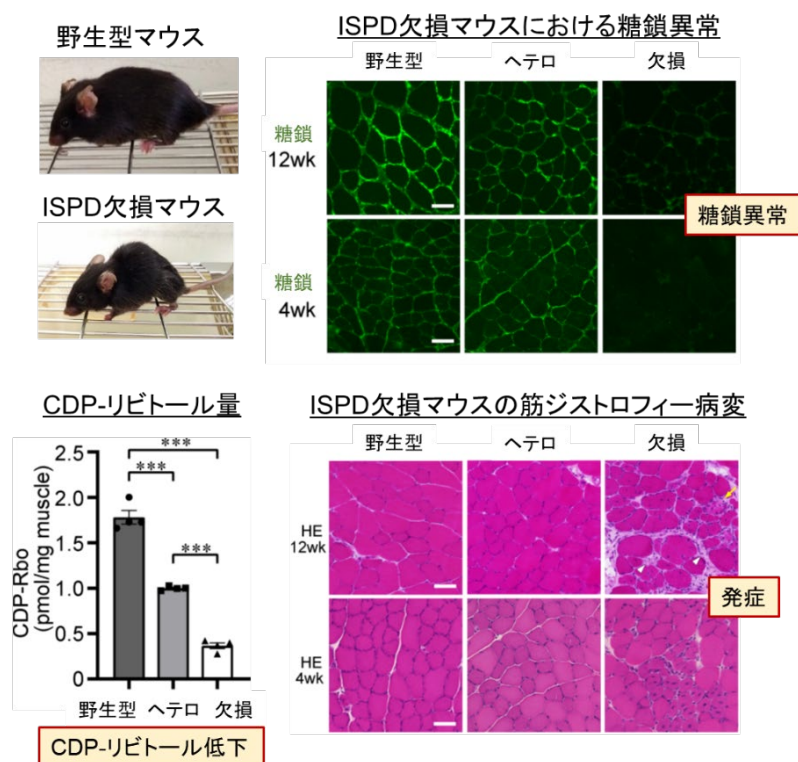 野生型マウス
ISPD欠損マウス
ISPD欠損マウスにおける糖鎖異常
野生型 ヘテロ 欠損
糖鎖
12wk
糖鎖異常
糖鎖
4wk
CDP-リビトール量
***
***
***
2.5
2.0
1.5
1.0
0.5
0
CDP-Rbo
(pmol/mg muscle)
野生型 ヘテロ 欠損
CDP-リビトール低下
ISPD欠損マウスの筋ジストロフィー病変
野生型 ヘテロ 欠損
HE
12wk
発症
HE
4wk